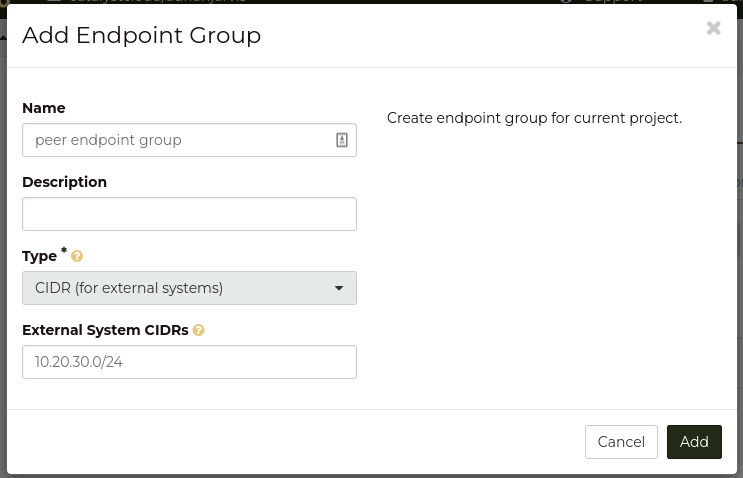 Add Endpoint Group
Name
peer endpoint group
Create endpoint group for current project.
Description
Type *
CIDR (for external systems)
External System CIDRs
10.20.30.0/24
Cancel
Add